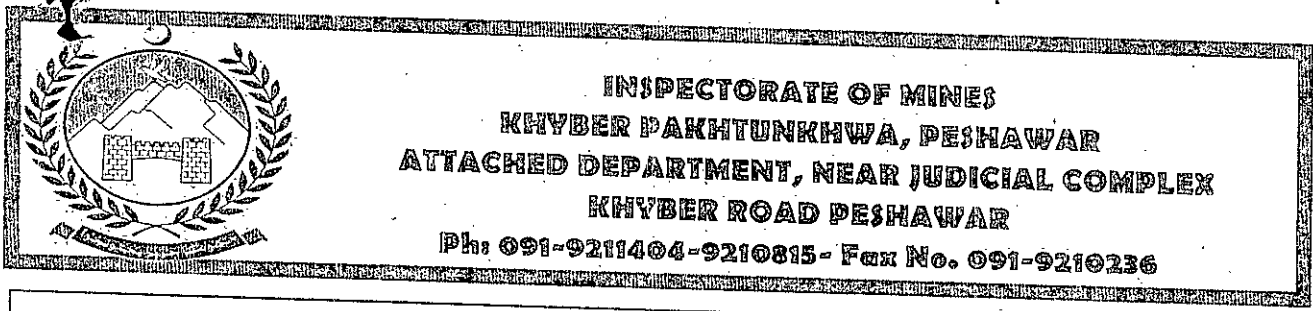 INSPECTORATE OF MINES
KHYBER PAKHTUNKHWA, PESHAWAR
ATTACHED DEPARTMENT, NEAR JUDICIAL COMPLEX
KHYBER ROAD PESHAWAR
Ph: 091-9211404-9210815- Fax No. 091-9210236